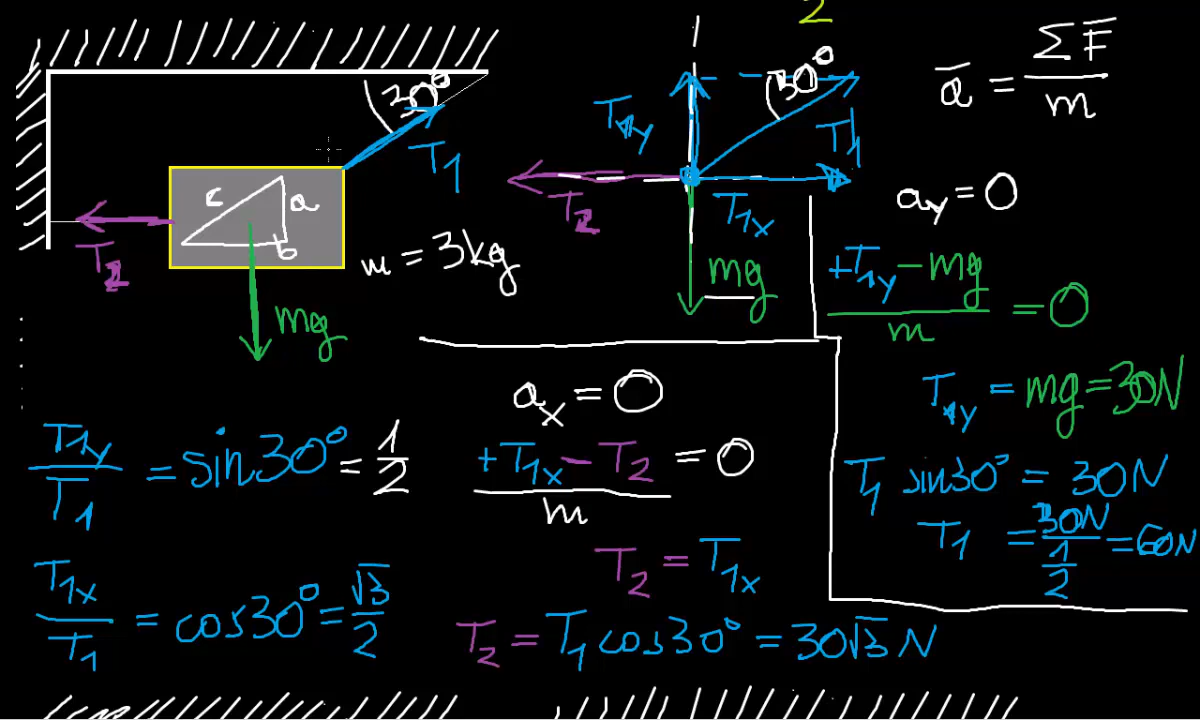 30°
T1
c
a
b
T2
m = 3kg
mg
2
30°
T1y
T1
T2
T1x
mg
a = ΣF/m
ay = 0
(+T1y − mg)/m = 0
T1y = mg = 30N
T1 sin30° = 30N
T1 = 30N/(1/2) = 60N
ax = 0
(+T1x − T2)/m = 0
T2 = T1x
T2 = T1 cos30° = 30√3 N
T1y/T1 = sin30° = 1/2
T1x/T1 = cos30° = √3/2